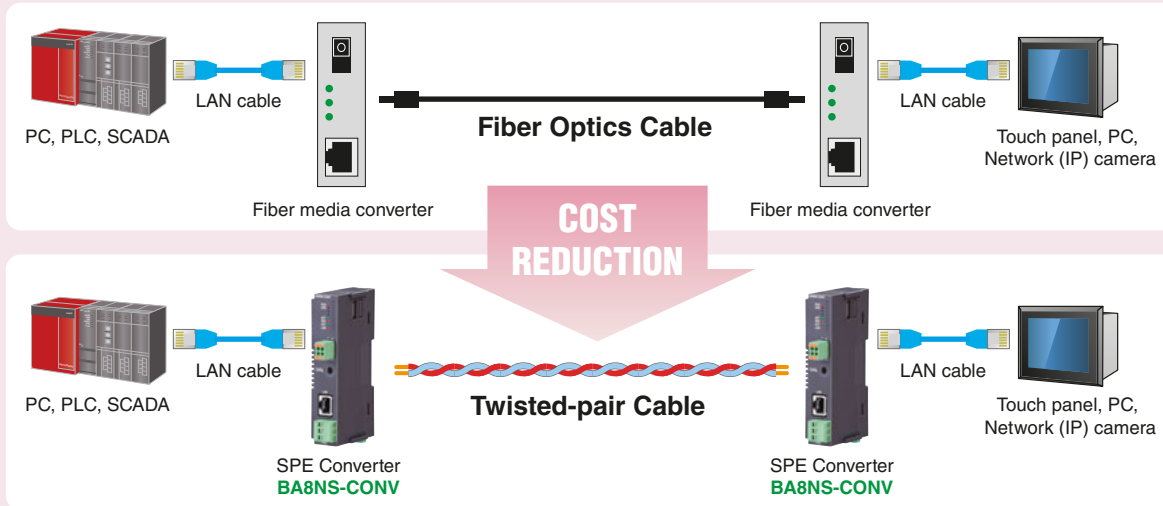 LAN cable
LAN cable
PC, PLC, SCADA
Fiber Optics Cable
Touch panel, PC,
Network (IP) camera
Fiber media converter
Fiber media converter
COST
REDUCTION
LAN cable
LAN cable
PC, PLC, SCADA
Twisted-pair Cable
Touch panel, PC,
Network (IP) camera
SPE Converter
BA8NS-CONV
SPE Converter
BA8NS-CONV